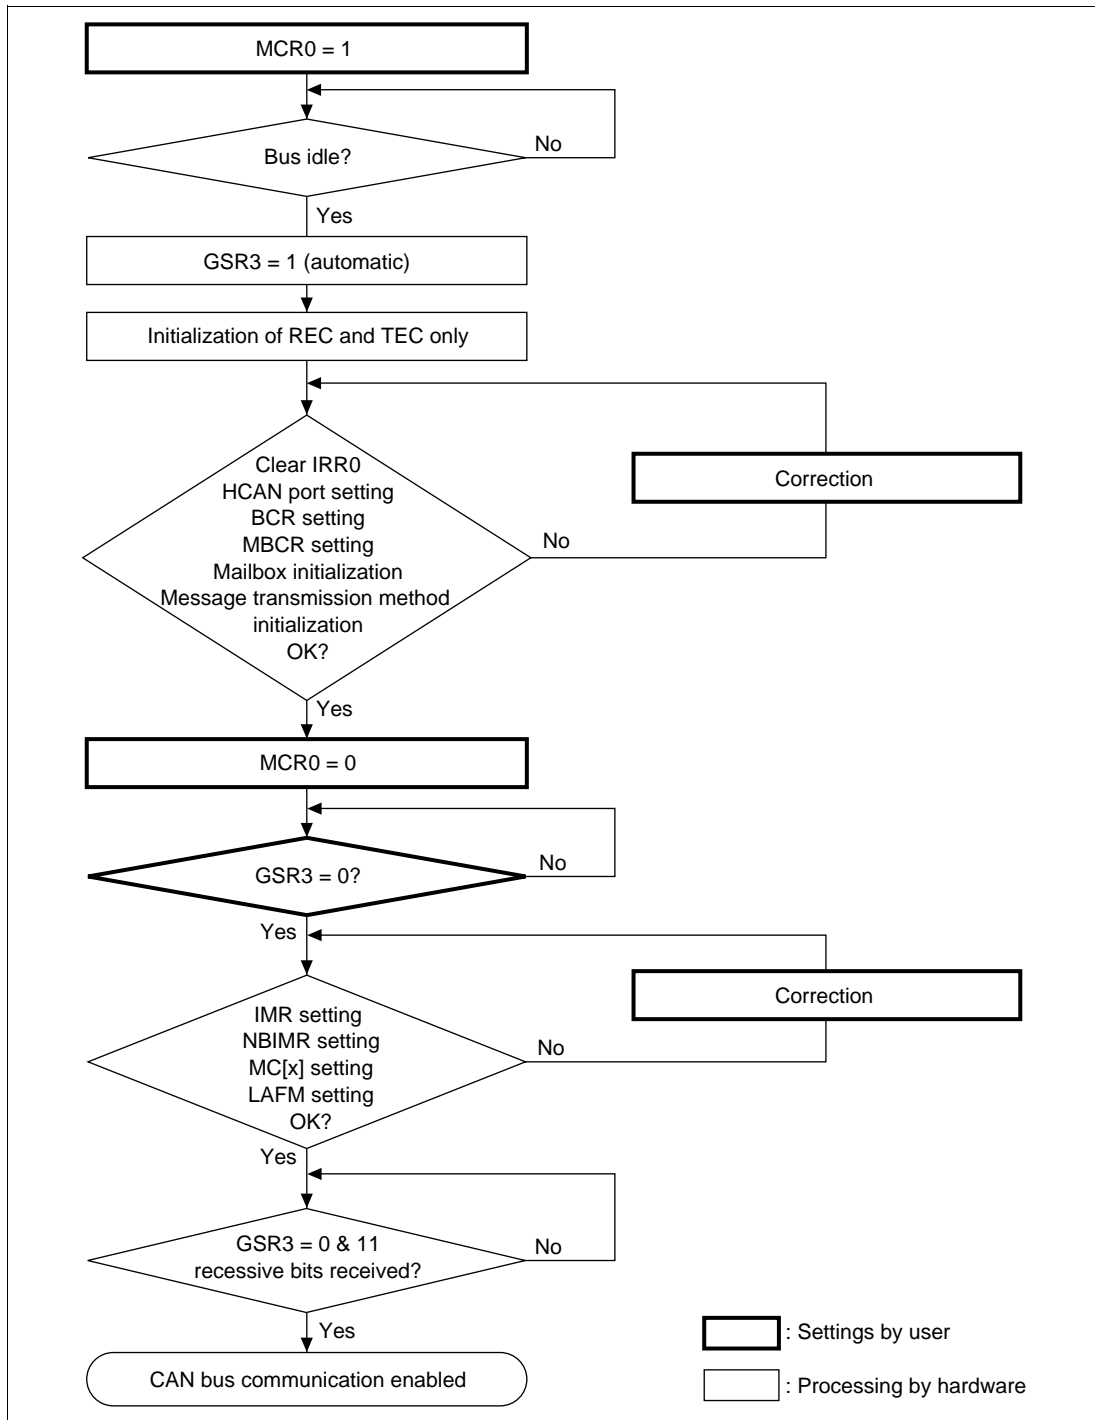 MCR0 = 1
Bus idle?
No
Yes
GSR3 = 1 (automatic)
Initialization of REC and TEC only
Clear IRR0
HCAN port setting
BCR setting
MBCR setting
Mailbox initialization
Message transmission method
initialization
OK?
No
Correction
Yes
MCR0 = 0
GSR3 = 0?
No
Yes
IMR setting
NBIMR setting
MC[x] setting
LAFM setting
OK?
No
Correction
Yes
GSR3 = 0 & 11
recessive bits received?
No
Yes
CAN bus communication enabled
: Settings by user
: Processing by hardware